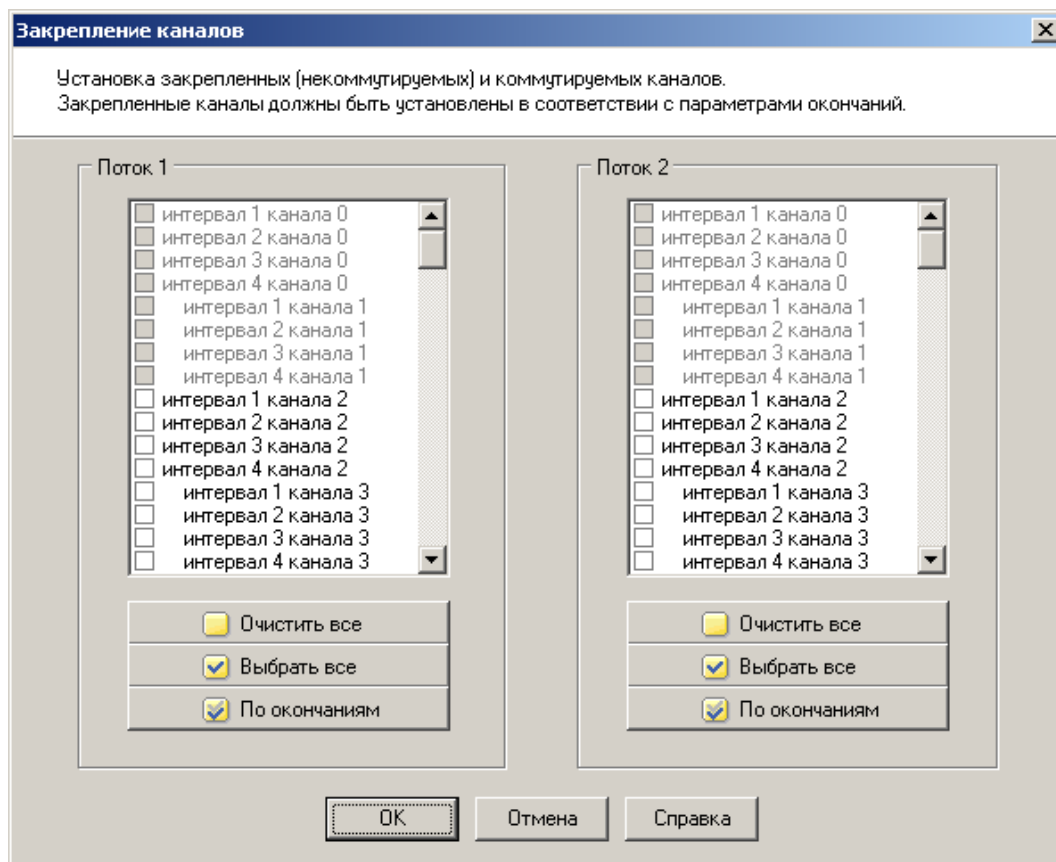 Закрепление каналов
Установка закрепленных (некоммутируемых) и коммутируемых каналов.
Закрепленные каналы должны быть установлены в соответствии с параметрами окончаний.
Поток 1
интервал 1 канала 0
интервал 2 канала 0
интервал 3 канала 0
интервал 4 канала 0
интервал 1 канала 1
интервал 2 канала 1
интервал 3 канала 1
интервал 4 канала 1
интервал 1 канала 2
интервал 2 канала 2
интервал 3 канала 2
интервал 4 канала 2
интервал 1 канала 3
интервал 2 канала 3
интервал 3 канала 3
интервал 4 канала 3
Очистить все
Выбрать все
По окончаниям
Поток 2
интервал 1 канала 0
интервал 2 канала 0
интервал 3 канала 0
интервал 4 канала 0
интервал 1 канала 1
интервал 2 канала 1
интервал 3 канала 1
интервал 4 канала 1
интервал 1 канала 2
интервал 2 канала 2
интервал 3 канала 2
интервал 4 канала 2
интервал 1 канала 3
интервал 2 канала 3
интервал 3 канала 3
интервал 4 канала 3
Очистить все
Выбрать все
По окончаниям
ОК
Отмена
Справка